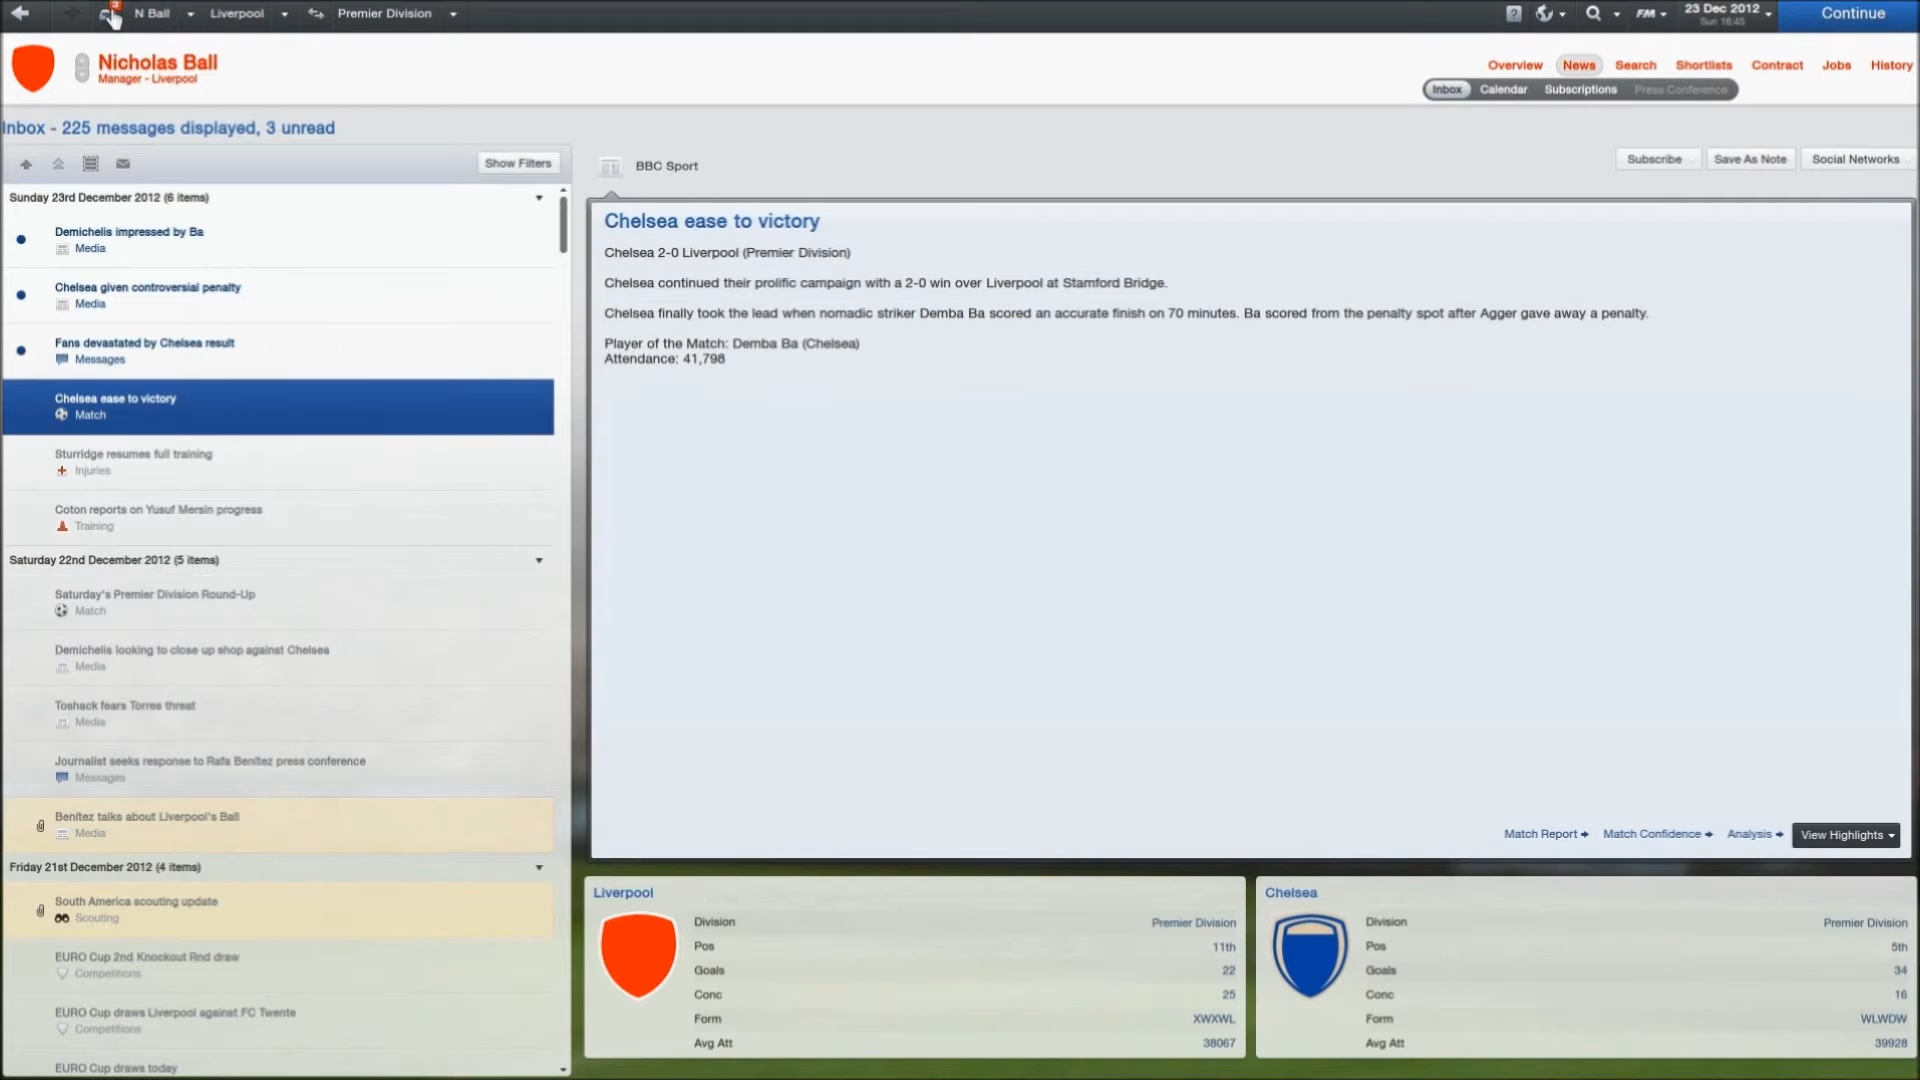 3
N Ball
Liverpool
Premier Division
?
FM
23 Dec 2012
Sun 16:45
Continue
Nicholas Ball
Manager - Liverpool
Overview
News
Search
Shortlists
Contract
Jobs
History
Inbox
Calendar
Subscriptions
Press Conference
Inbox - 225 messages displayed, 3 unread
Show Filters
Sunday 23rd December 2012 (6 items)
Demichelis impressed by Ba
Media
Chelsea given controversial penalty
Media
Fans devastated by Chelsea result
Messages
Chelsea ease to victory
Match
Sturridge resumes full training
Injuries
Coton reports on Yusuf Mersin progress
Training
Saturday 22nd December 2012 (5 items)
Saturday's Premier Division Round-Up
Match
Demichelis looking to close up shop against Chelsea
Media
Toshack fears Torres threat
Media
Journalist seeks response to Rafa Benítez press conference
Messages
Benítez talks about Liverpool's Ball
Media
Friday 21st December 2012 (4 items)
South America scouting update
Scouting
EURO Cup 2nd Knockout Rnd draw
Competitions
EURO Cup draws Liverpool against FC Twente
Competitions
EURO Cup draws today
BBC Sport
Subscribe
Save As Note
Social Networks
Chelsea ease to victory
Chelsea 2-0 Liverpool (Premier Division)
Chelsea continued their prolific campaign with a 2-0 win over Liverpool at Stamford Bridge.
Chelsea finally took the lead when nomadic striker Demba Ba scored an accurate finish on 70 minutes. Ba scored from the penalty spot after Agger gave away a penalty.
Player of the Match: Demba Ba (Chelsea)
Attendance: 41,798
Match Report
Match Confidence
Analysis
View Highlights
Liverpool
Division Premier Division
Pos 11th
Goals 22
Conc 25
Form XWXWL
Avg Att 38067
Chelsea
Division Premier Division
Pos 5th
Goals 34
Conc 16
Form WLWDW
Avg Att 39928